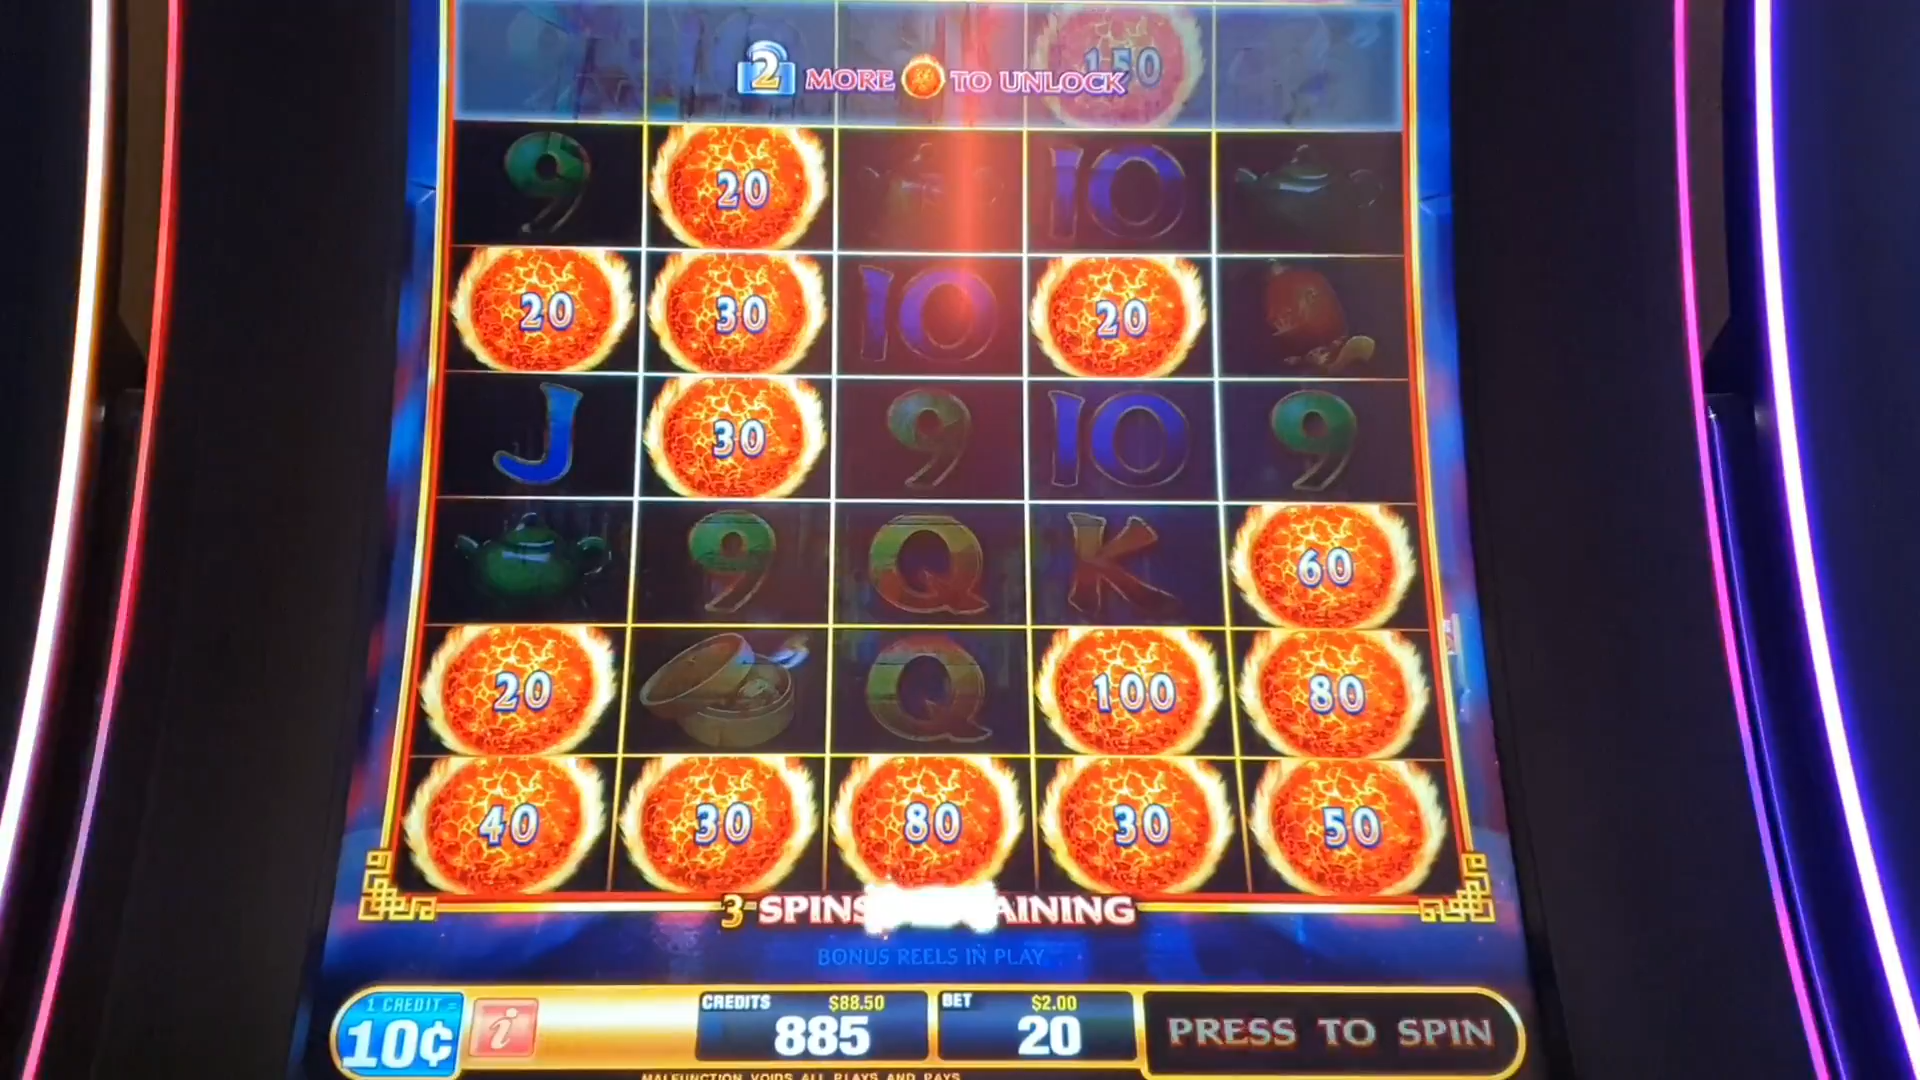 150
2 MORE TO UNLOCK
9 20 10
20 30 10 20
J 30 9 10 9
9 Q K 60
20 Q 100 80
40 30 80 30 50
3 SPINS AINING
BONUS REELS IN PLAY
1 CREDIT = CREDITS $88.50 BET $2.00
10¢ i 885 20 PRESS TO SPIN
MALFUNCTION VOIDS ALL PLAYS AND PAYS